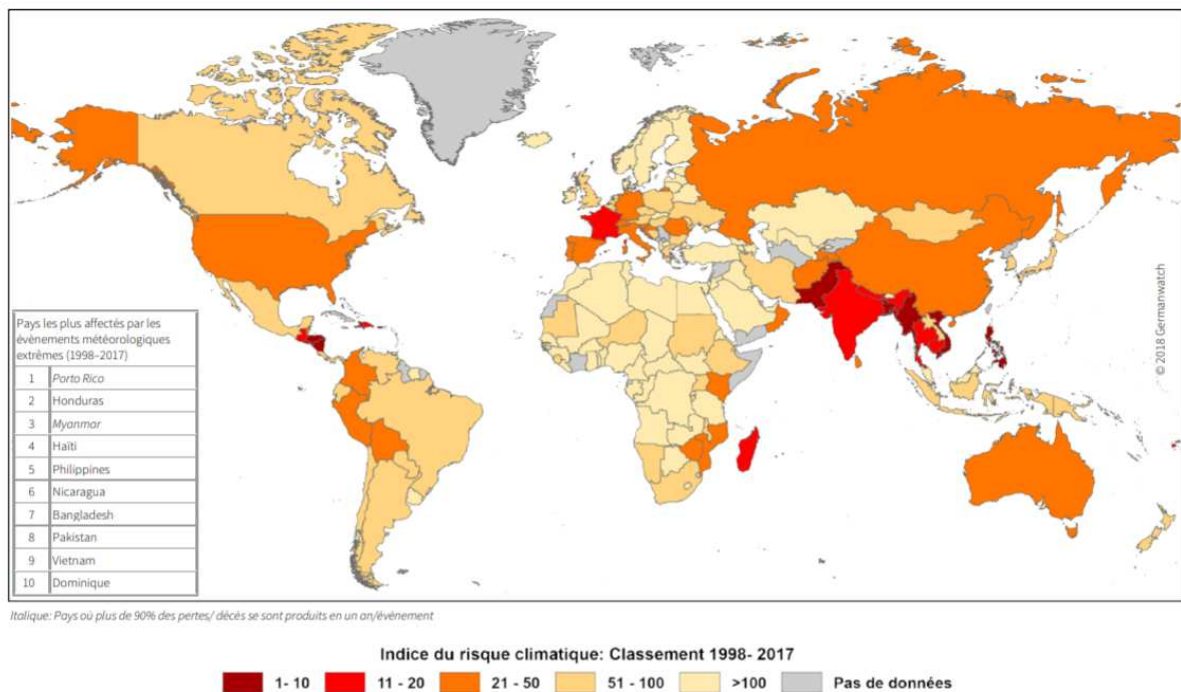 Pays les plus affectés par les
évènements météorologiques
extrêmes (1998–2017)
1 Porto Rico
2 Honduras
3 Myanmar
4 Haïti
5 Philippines
6 Nicaragua
7 Bangladesh
8 Pakistan
9 Vietnam
10 Dominique
© 2018 Germanwatch
Italique: Pays où plus de 90% des pertes/ décès se sont produits en un an/événement
Indice du risque climatique: Classement 1998- 2017
1- 10 11 - 20 21 - 50 51 - 100 >100 Pas de données